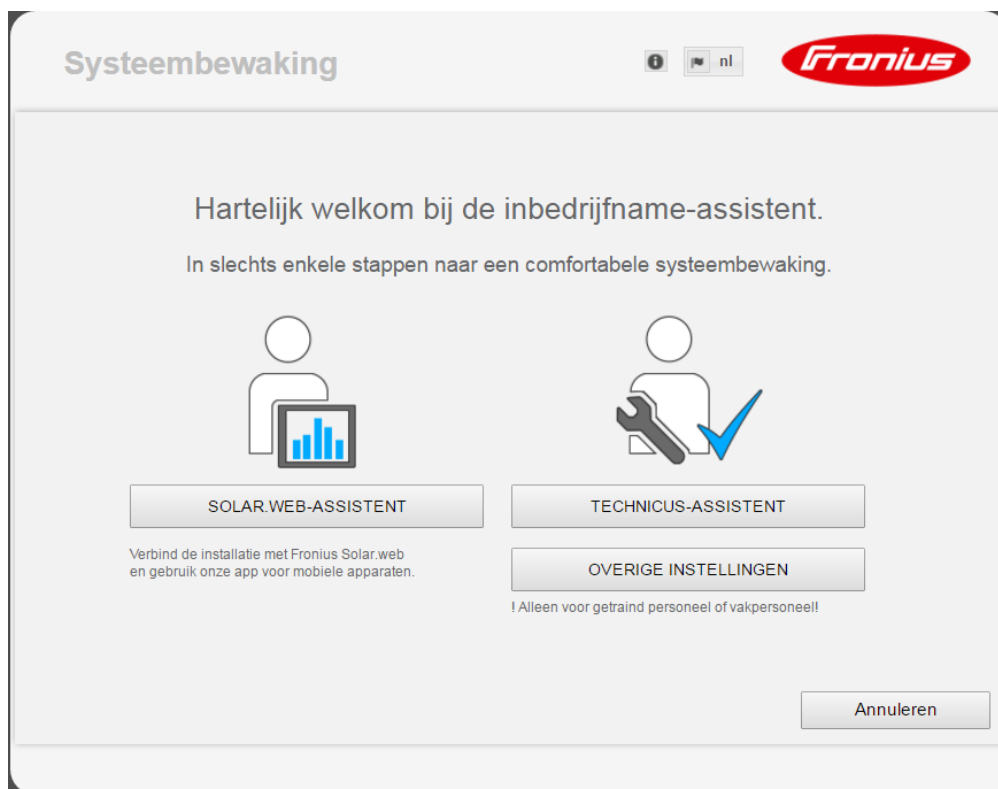 Systeembewaking
nl
Fronius
Hartelijk welkom bij de inbedrijfname-assistent.
In slechts enkele stappen naar een comfortabele systeembewaking.
SOLAR.WEB-ASSISTENT
Verbind de installatie met Fronius Solar.web
en gebruik onze app voor mobiele apparaten.
TECHNICUS-ASSISTENT
OVERIGE INSTELLINGEN
! Alleen voor getraind personeel of vakpersoneel!
Annuleren